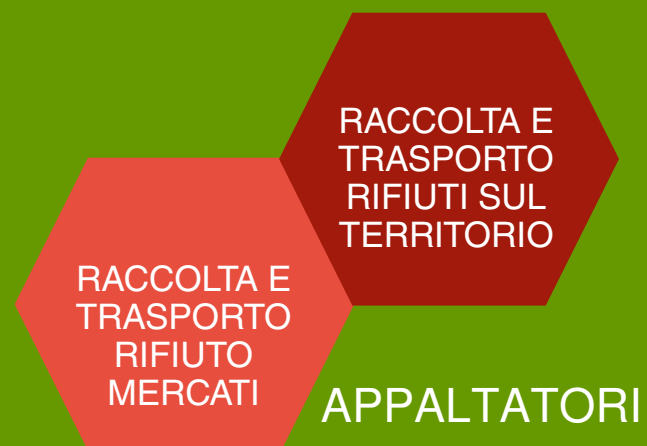 RACCOLTA E
TRASPORTO
RIFIUTI SUL
TERRITORIO
RACCOLTA E
TRASPORTO
RIFIUTO
MERCATI
APPALTATORI